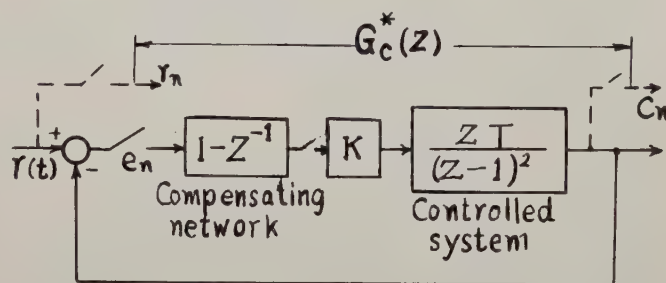 G*c(Z)
rn
Cn
r(t)
+
-
en
1-Z⁻¹
K
Z T
(Z-1)²
Compensating
network
Controlled
system